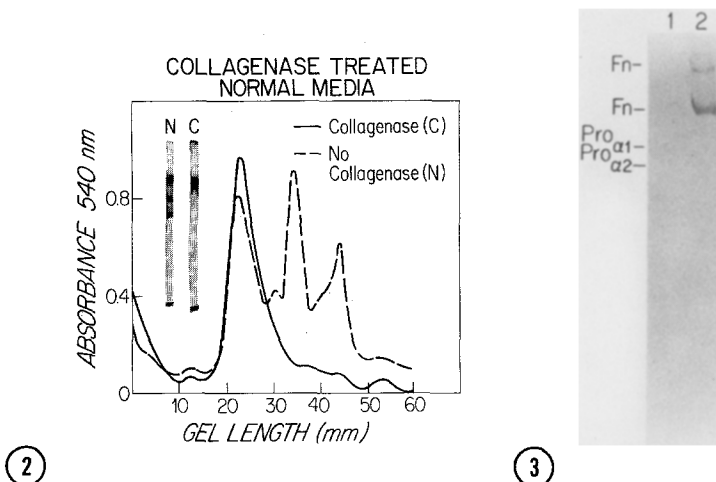 COLLAGENASE TREATED
NORMAL MEDIA
N C
Collagenase (C)
No
Collagenase (N)
ABSORBANCE 540 nm
0.8
0.4
0
10 20 30 40 50 60
GEL LENGTH (mm)
2
1 2
Fn-
Fn-
Pro α1-
Pro α2-
3